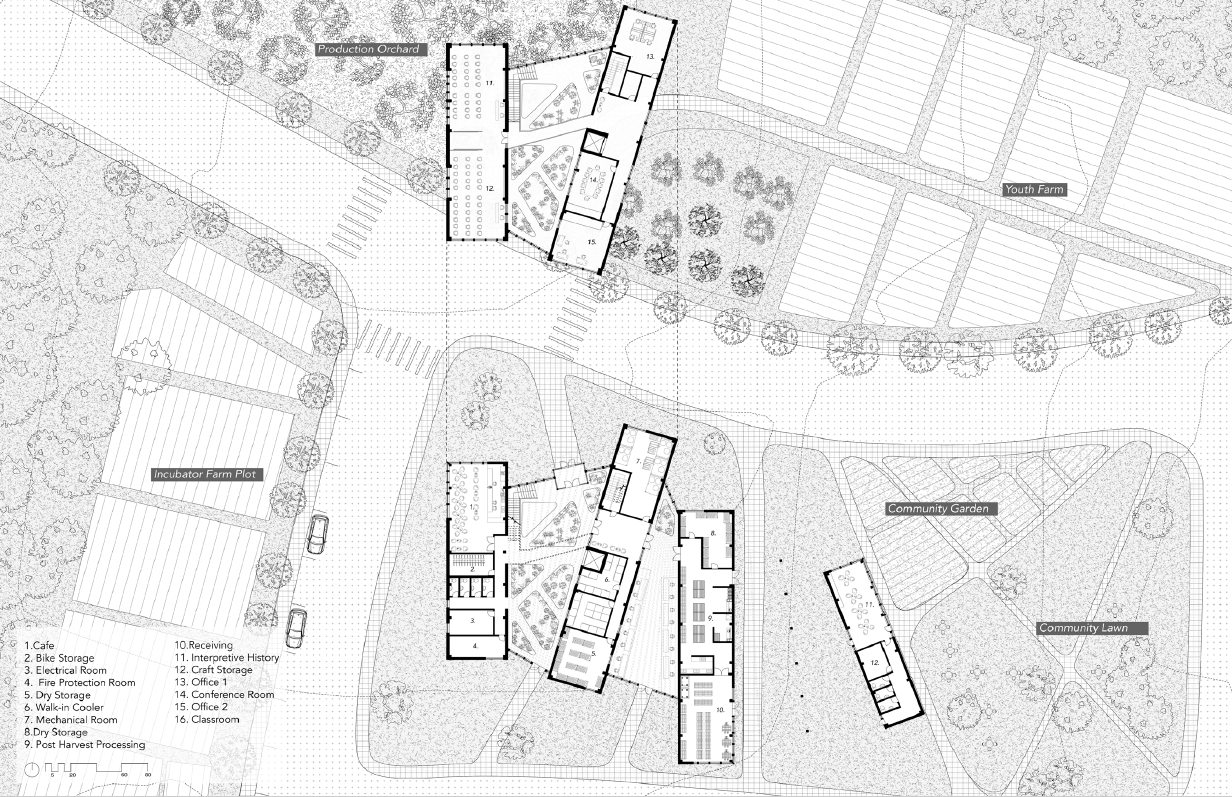 Production Orchard
13.
11.
14.
12.
15.
Youth Farm
Incubator Farm Plot
7.
1.
Community Garden
8.
2.
6.
11.
9.
3.
Community Lawn
4.
5.
12.
10.
1.Cafe
2. Bike Storage
3. Electrical Room
4. Fire Protection Room
5. Dry Storage
6. Walk-in Cooler
7. Mechanical Room
8.Dry Storage
9. Post Harvest Processing
10.Receiving
11. Interpretive History
12. Craft Storage
13. Office 1
14. Conference Room
15. Office 2
16. Classroom
5 20 60 80